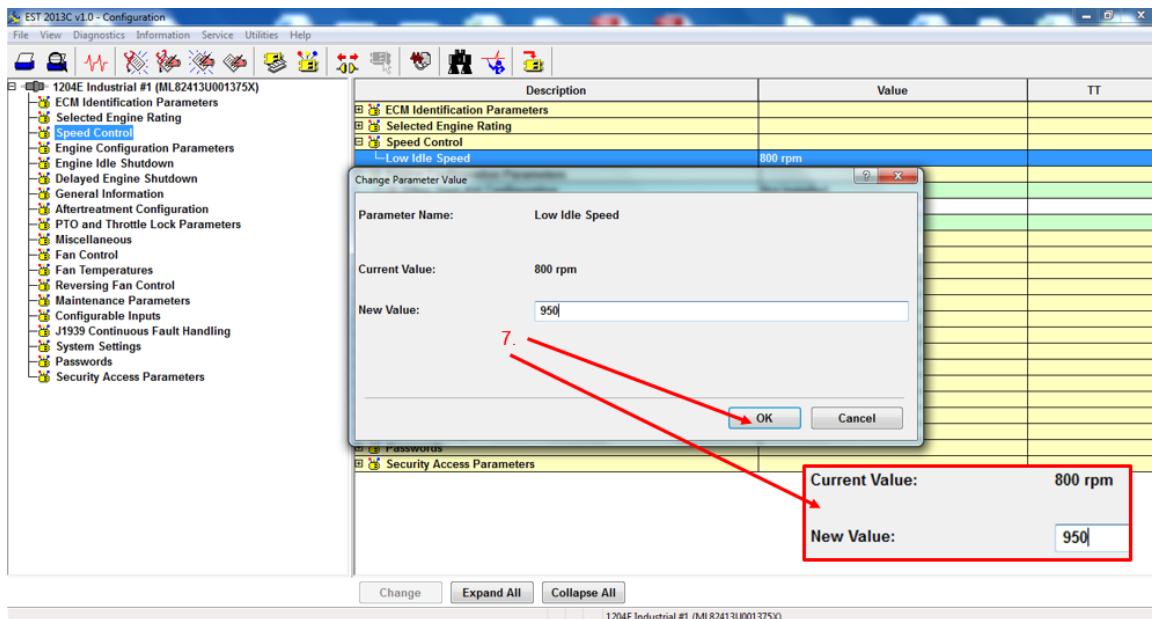 EST 2013C v1.0 - Configuration
File View Diagnostics Information Service Utilities Help
1204E Industrial #1 (ML82413U001375X)
ECM Identification Parameters
Selected Engine Rating
Speed Control
Engine Configuration Parameters
Engine Idle Shutdown
Delayed Engine Shutdown
General Information
Aftertreatment Configuration
PTO and Throttle Lock Parameters
Miscellaneous
Fan Control
Fan Temperatures
Reversing Fan Control
Maintenance Parameters
Configurable Inputs
J1939 Continuous Fault Handling
System Settings
Passwords
Security Access Parameters
Description Value TT
ECM Identification Parameters
Selected Engine Rating
Speed Control
Low Idle Speed 800 rpm
Change Parameter Value
Parameter Name: Low Idle Speed
Current Value: 800 rpm
New Value: 950
7.
OK Cancel
Passwords
Security Access Parameters
Current Value: 800 rpm
New Value: 950
Change Expand All Collapse All
1204E Industrial #1 (ML82413U001375X)